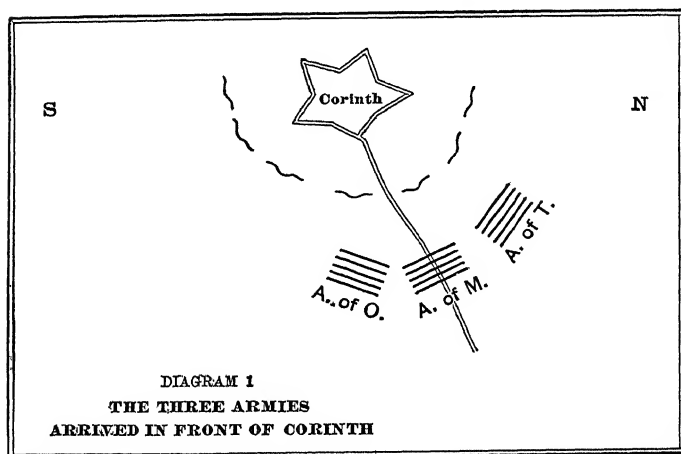 Corinth
S
N
A. of T.
A. of M.
A. of O.
DIAGRAM 1
THE THREE ARMIES
ARRIVED IN FRONT OF CORINTH